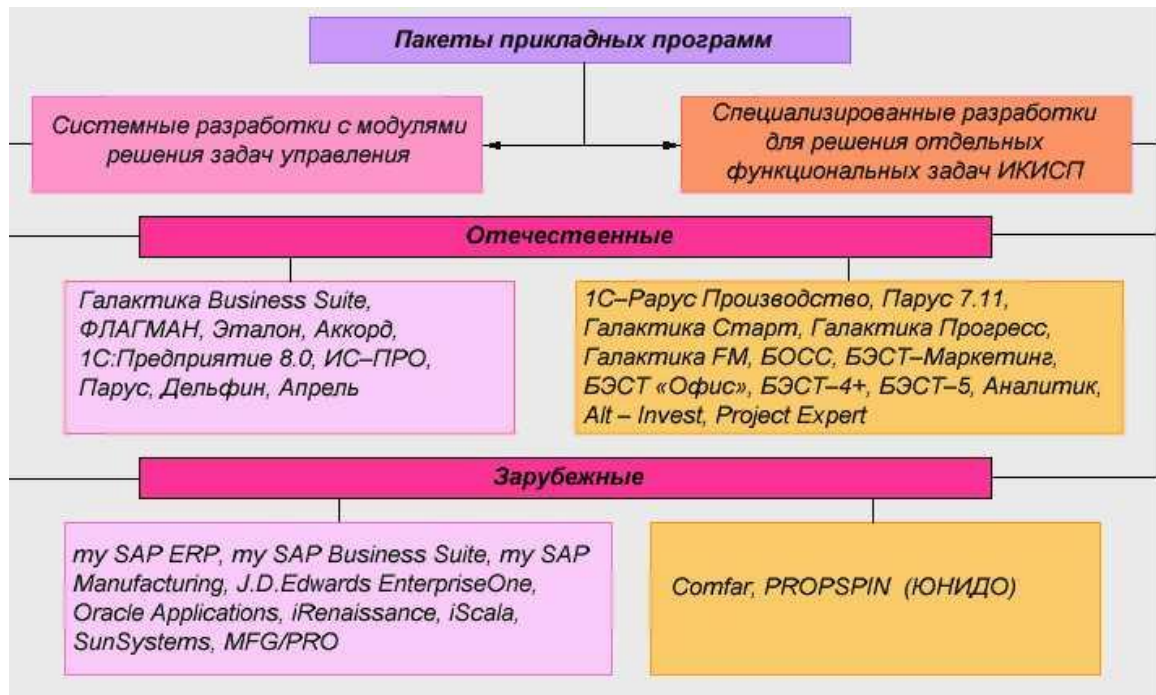 Пакеты прикладных программ
Системные разработки с модулями
решения задач управления
Специализированные разработки
для решения отдельных
функциональных задач ИКИСП
Отечественные
Галактика Business Suite,
ФЛАГМАН, Эталон, Аккорд,
1С:Предприятие 8.0, ИС–ПРО,
Парус, Дельфин, Апрель
1С–Рарус Производство, Парус 7.11,
Галактика Старт, Галактика Прогресс,
Галактика FM, БОСС, БЭСТ–Маркетинг,
БЭСТ «Офис», БЭСТ–4+, БЭСТ–5, Аналитик,
Alt – Invest, Project Expert
Зарубежные
my SAP ERP, my SAP Business Suite, my SAP
Manufacturing, J.D.Edwards EnterpriseOne,
Oracle Applications, iRenaissance, iScala,
SunSystems, MFG/PRO
Comfar, PROPSPIN (ЮНИДО)